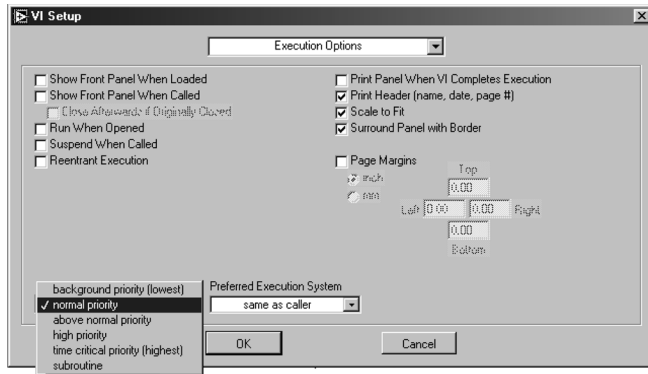 VI Setup
Execution Options
Show Front Panel When Loaded
Show Front Panel When Called
Close Afterwards if Originally Closed
Run When Opened
Suspend When Called
Reentrant Execution
Print Panel When VI Completes Execution
Print Header (name, date, page #)
Scale to Fit
Surround Panel with Border
Page Margins
inch
mm
Top
0.00
Left 0.00 0.00 Right
0.00
Bottom
background priority (lowest)
normal priority
above normal priority
high priority
time critical priority (highest)
subroutine
Preferred Execution System
same as caller
OK
Cancel